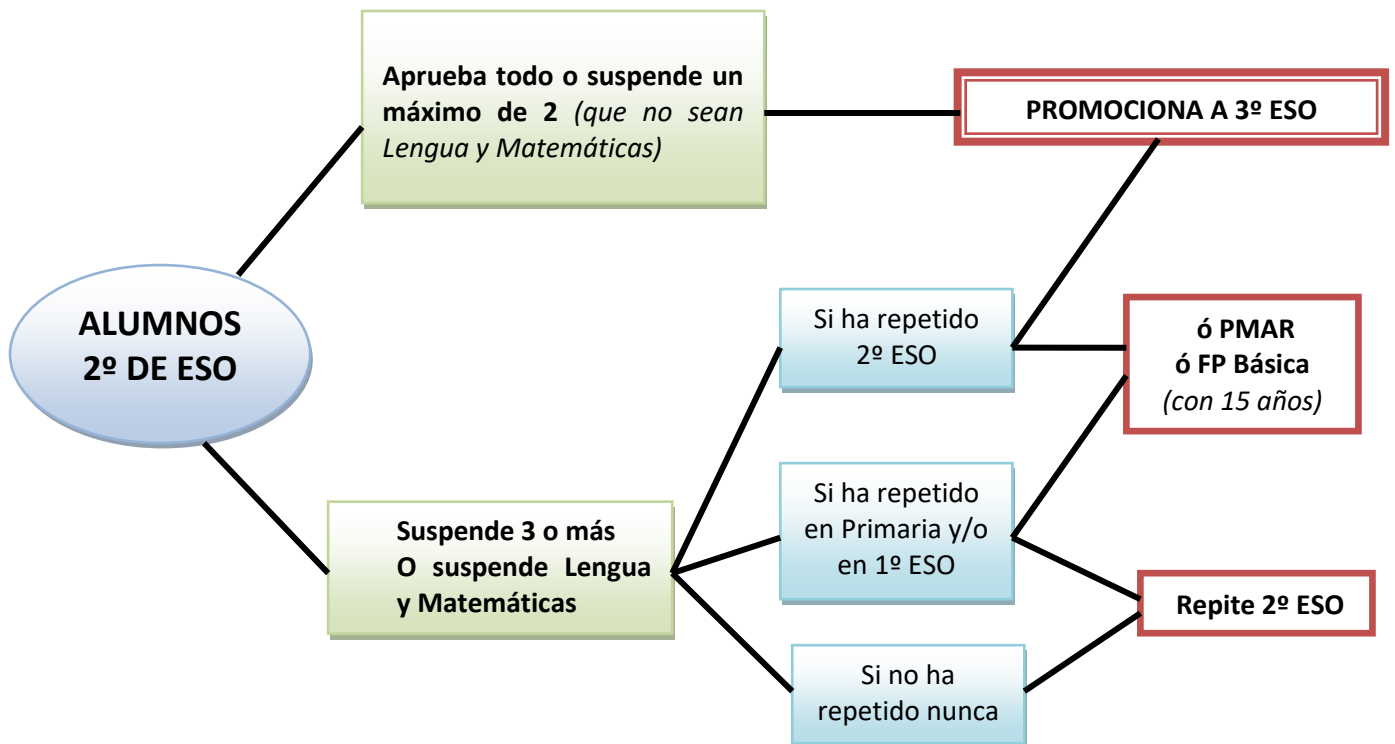 Aprueba todo o suspende un
máximo de 2 (que no sean
Lengua y Matemáticas)
PROMOCIONA A 3º ESO
ALUMNOS
2º DE ESO
Si ha repetido
2º ESO
ó PMAR
ó FP Básica
(con 15 años)
Suspende 3 o más
O suspende Lengua
y Matemáticas
Si ha repetido
en Primaria y/o
en 1º ESO
Repite 2º ESO
Si no ha
repetido nunca